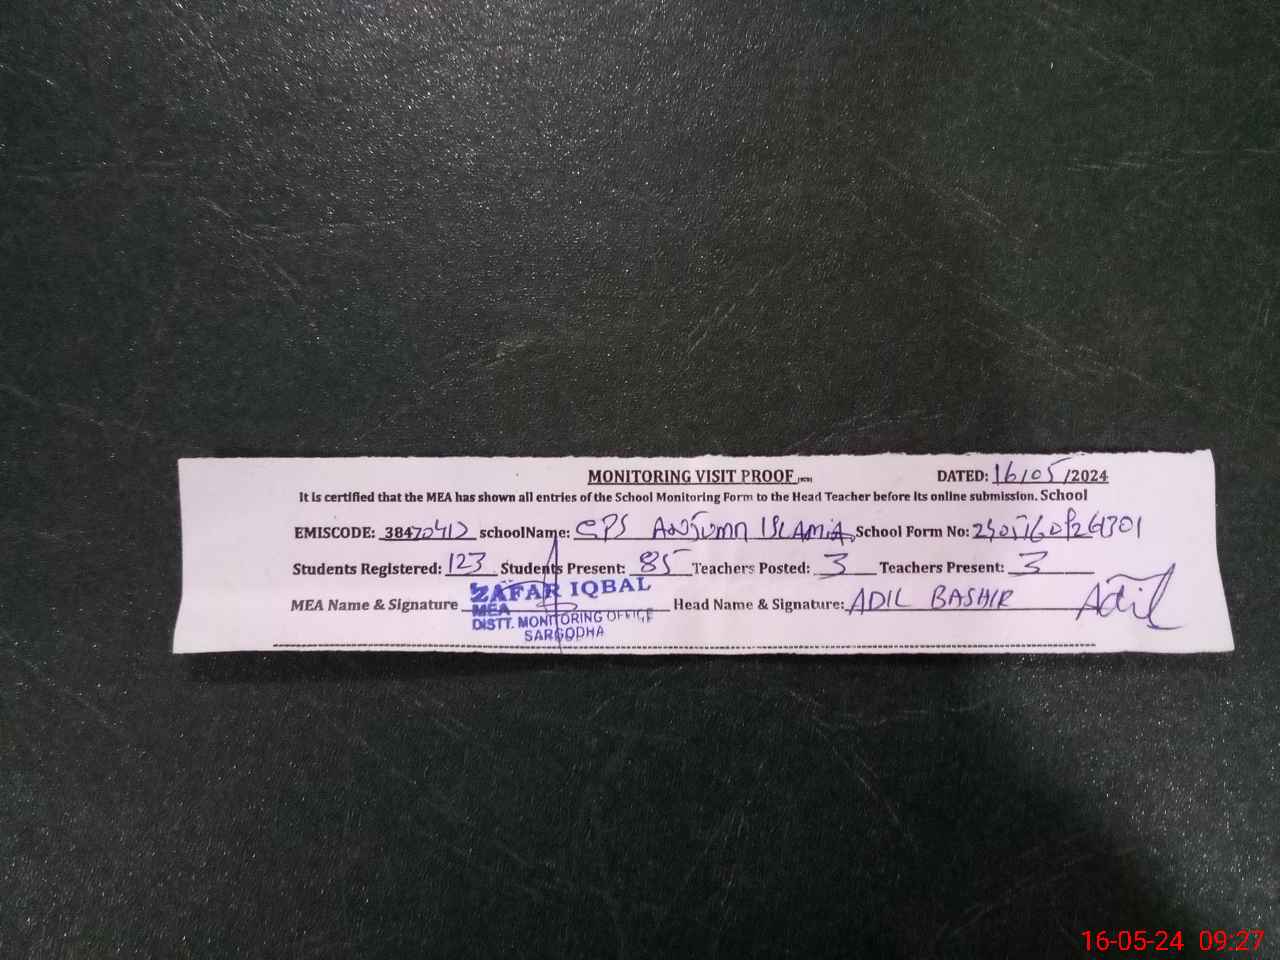 MONITORING VISIT PROOF DATED: 16/05/2024
It is certified that the MEA has shown all entries of the School Monitoring Form to the Head Teacher before its online submission. School
EMISCODE: 38470412 schoolName: GPS ANJUMN ISLAMIA School Form No:
Students Registered: 123 Students Present: 85 Teachers Posted: 3 Teachers Present: 3
MEA Name & Signature ZAFAR IQBAL Head Name & Signature: ADIL BASHIR Adil
MEA
DISTT. MONITORING OFFICE
SARGODHA
16-05-24 09:27